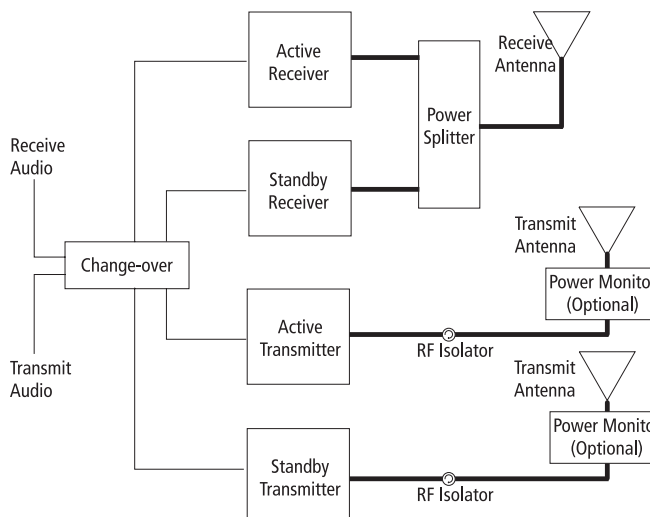 Active
Receiver
Receive
Antenna
Power
Splitter
Receive
Audio
Standby
Receiver
Change-over
Transmit
Antenna
Power Monito
(Optional)
Active
Transmitter
RF Isolator
Transmit
Audio
Transmit
Antenna
Power Monito
(Optional)
Standby
Transmitter
RF Isolator